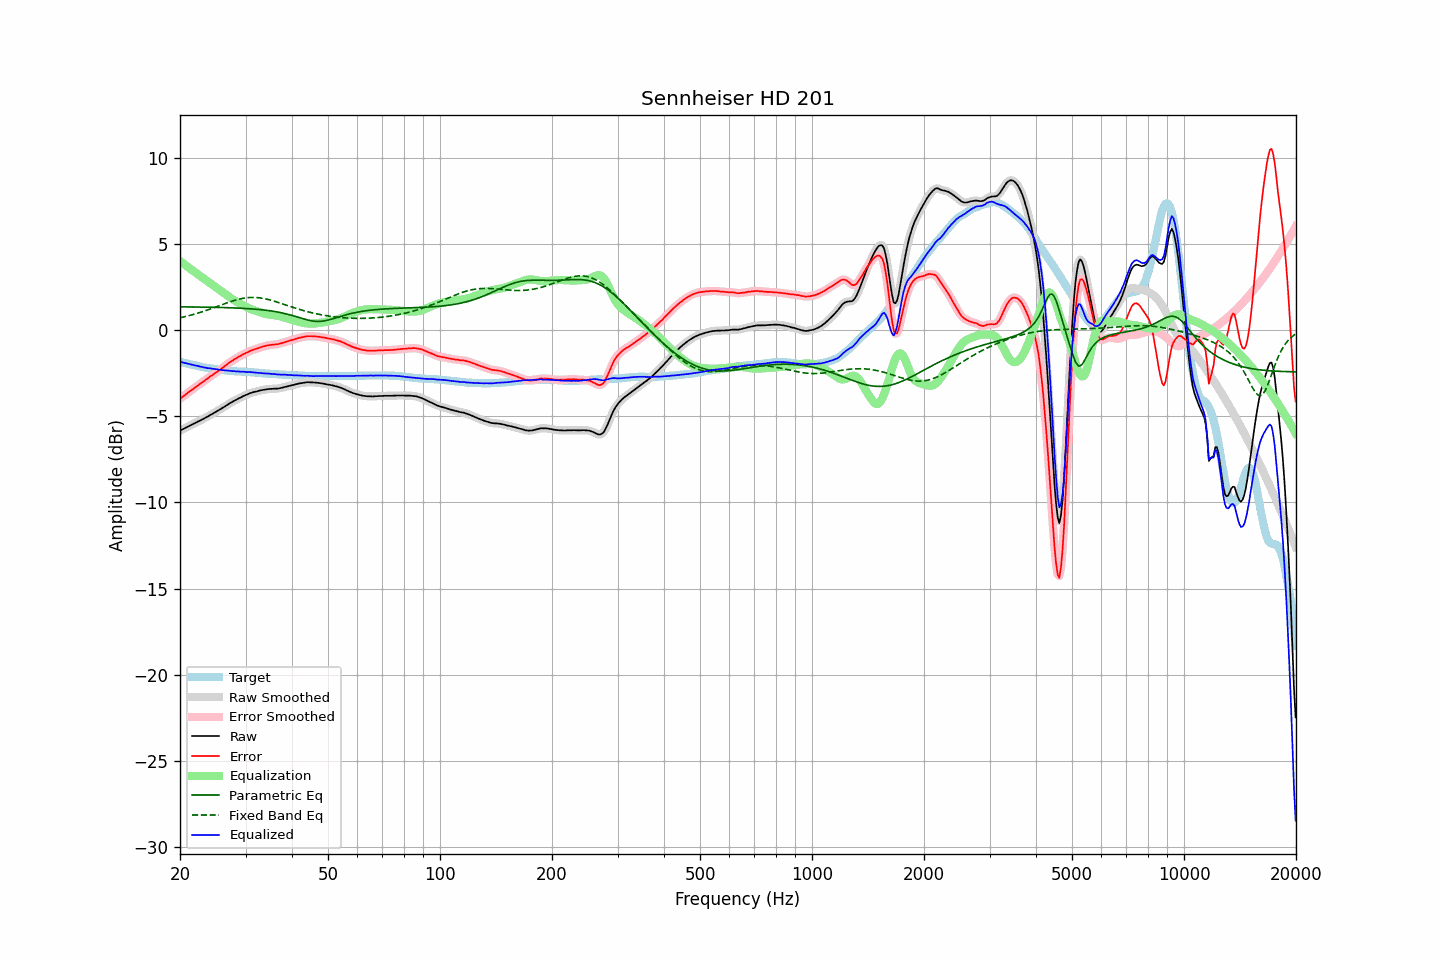 Sennheiser HD 201
10
5
0
−5
−10
−15
−20
−25
−30
Amplitude (dBr)
Target
Raw Smoothed
Error Smoothed
Raw
Error
Equalization
Parametric Eq
Fixed Band Eq
Equalized
20 50 100 200 500 1000 2000 5000 10000 20000
Frequency (Hz)